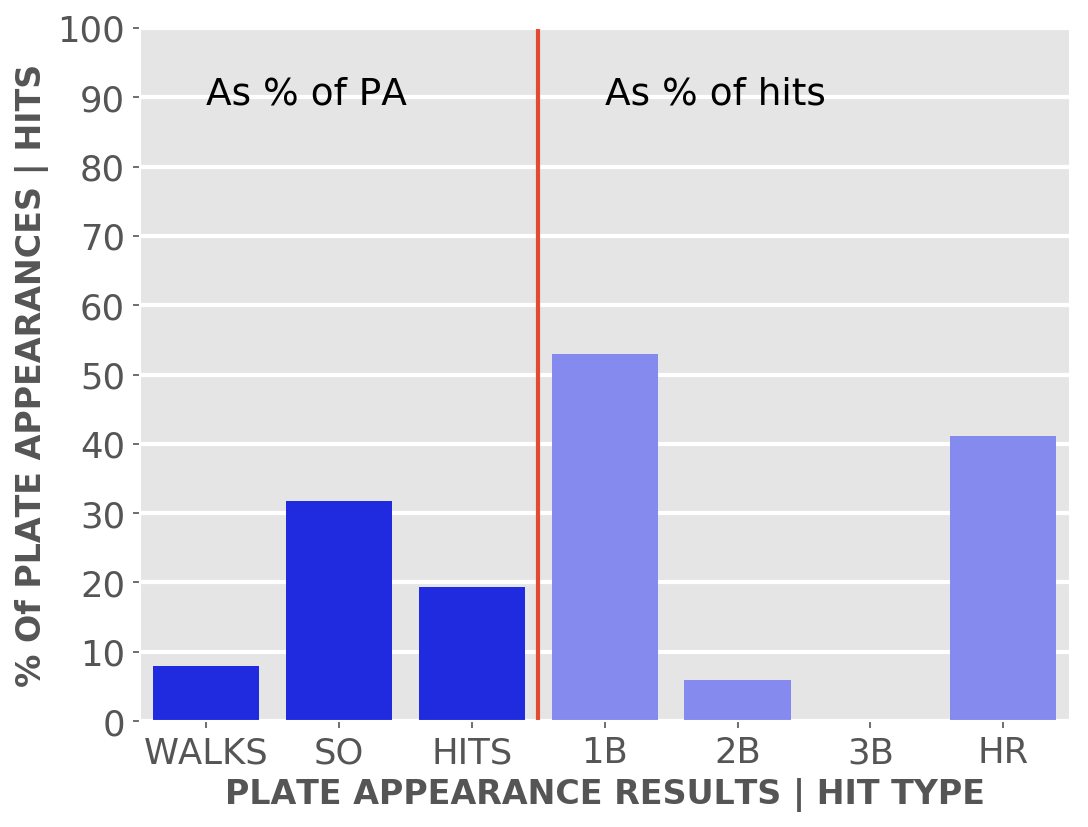 100
90
80
70
60
50
40
30
20
10
0
% Of PLATE APPEARANCES | HITS
As % of PA
As % of hits
WALKS SO HITS 1B 2B 3B HR
PLATE APPEARANCE RESULTS | HIT TYPE